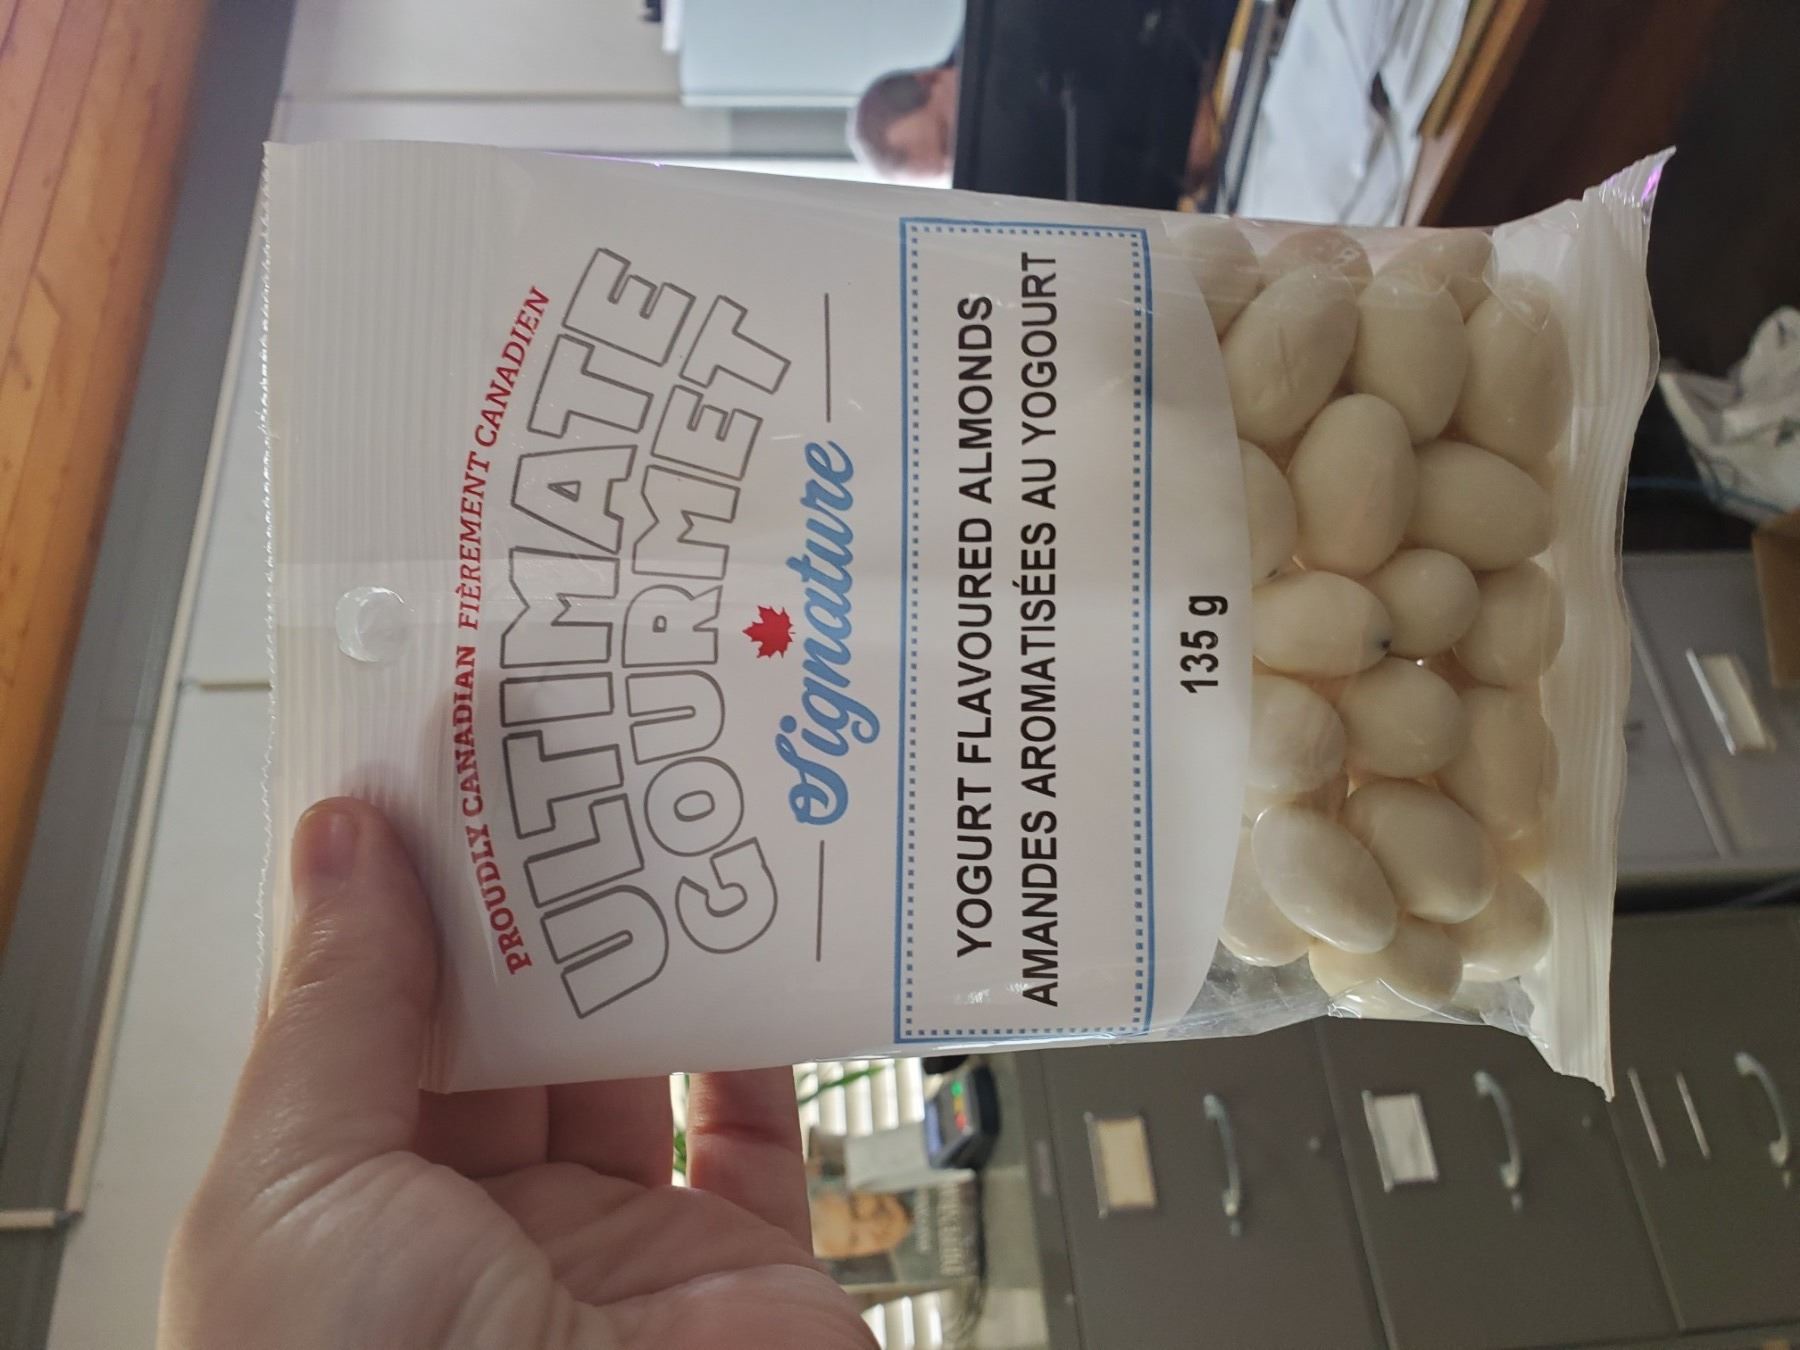 PROUDLY CANADIAN FIÈREMENT CANADIEN
ULTIMATE
GOURMET
Signature
YOGURT FLAVOURED ALMONDS
AMANDES AROMATISÉES AU YOGOURT
135 g